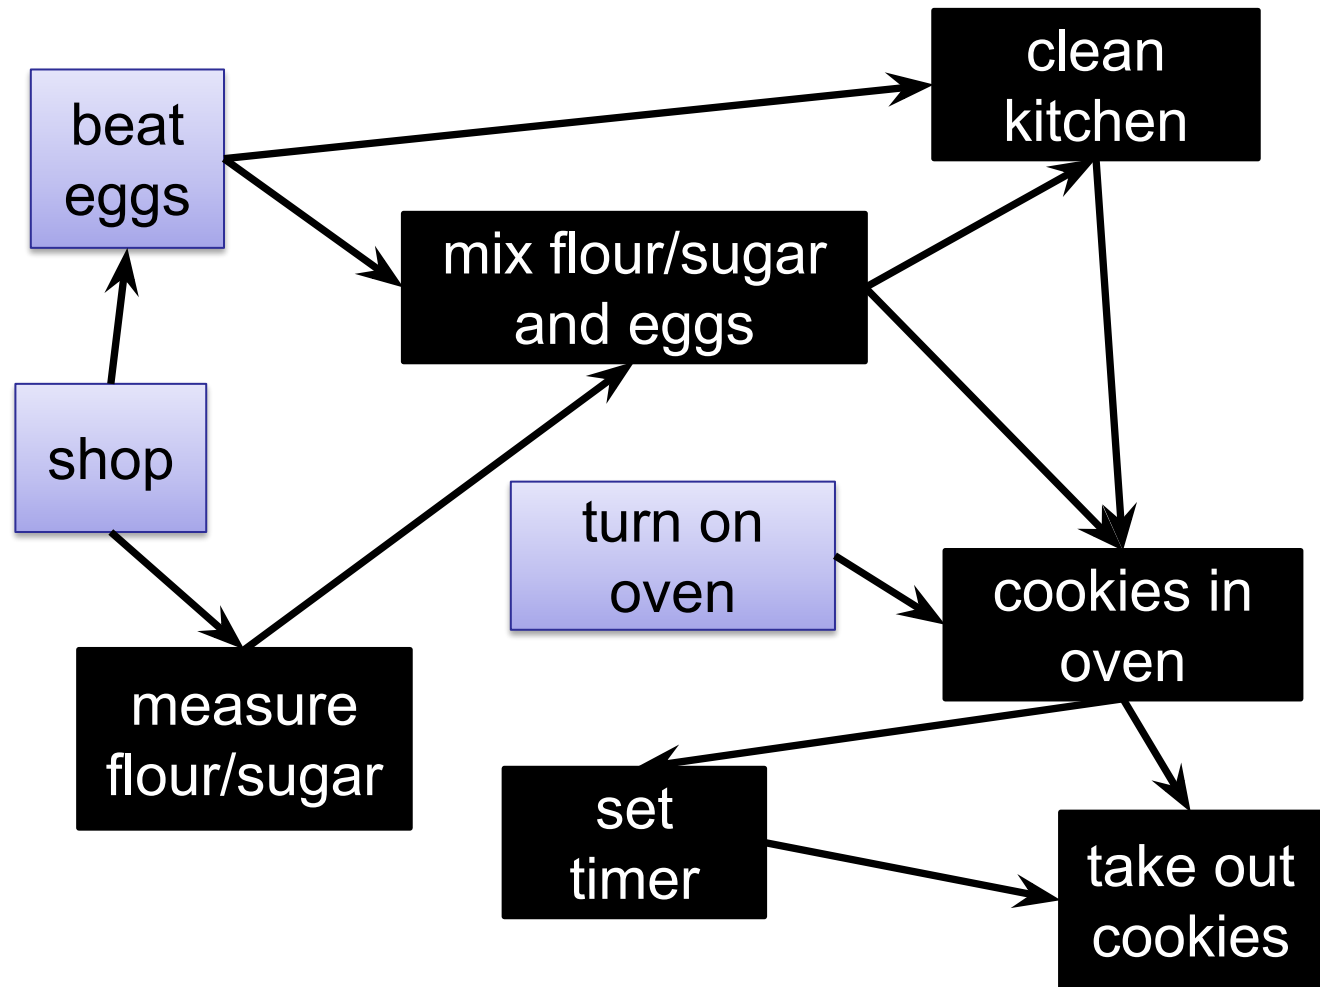 clean
kitchen
beat
eggs
mix flour/sugar
and eggs
shop
turn on
oven
cookies in
oven
measure
flour/sugar
set
timer
take out
cookies